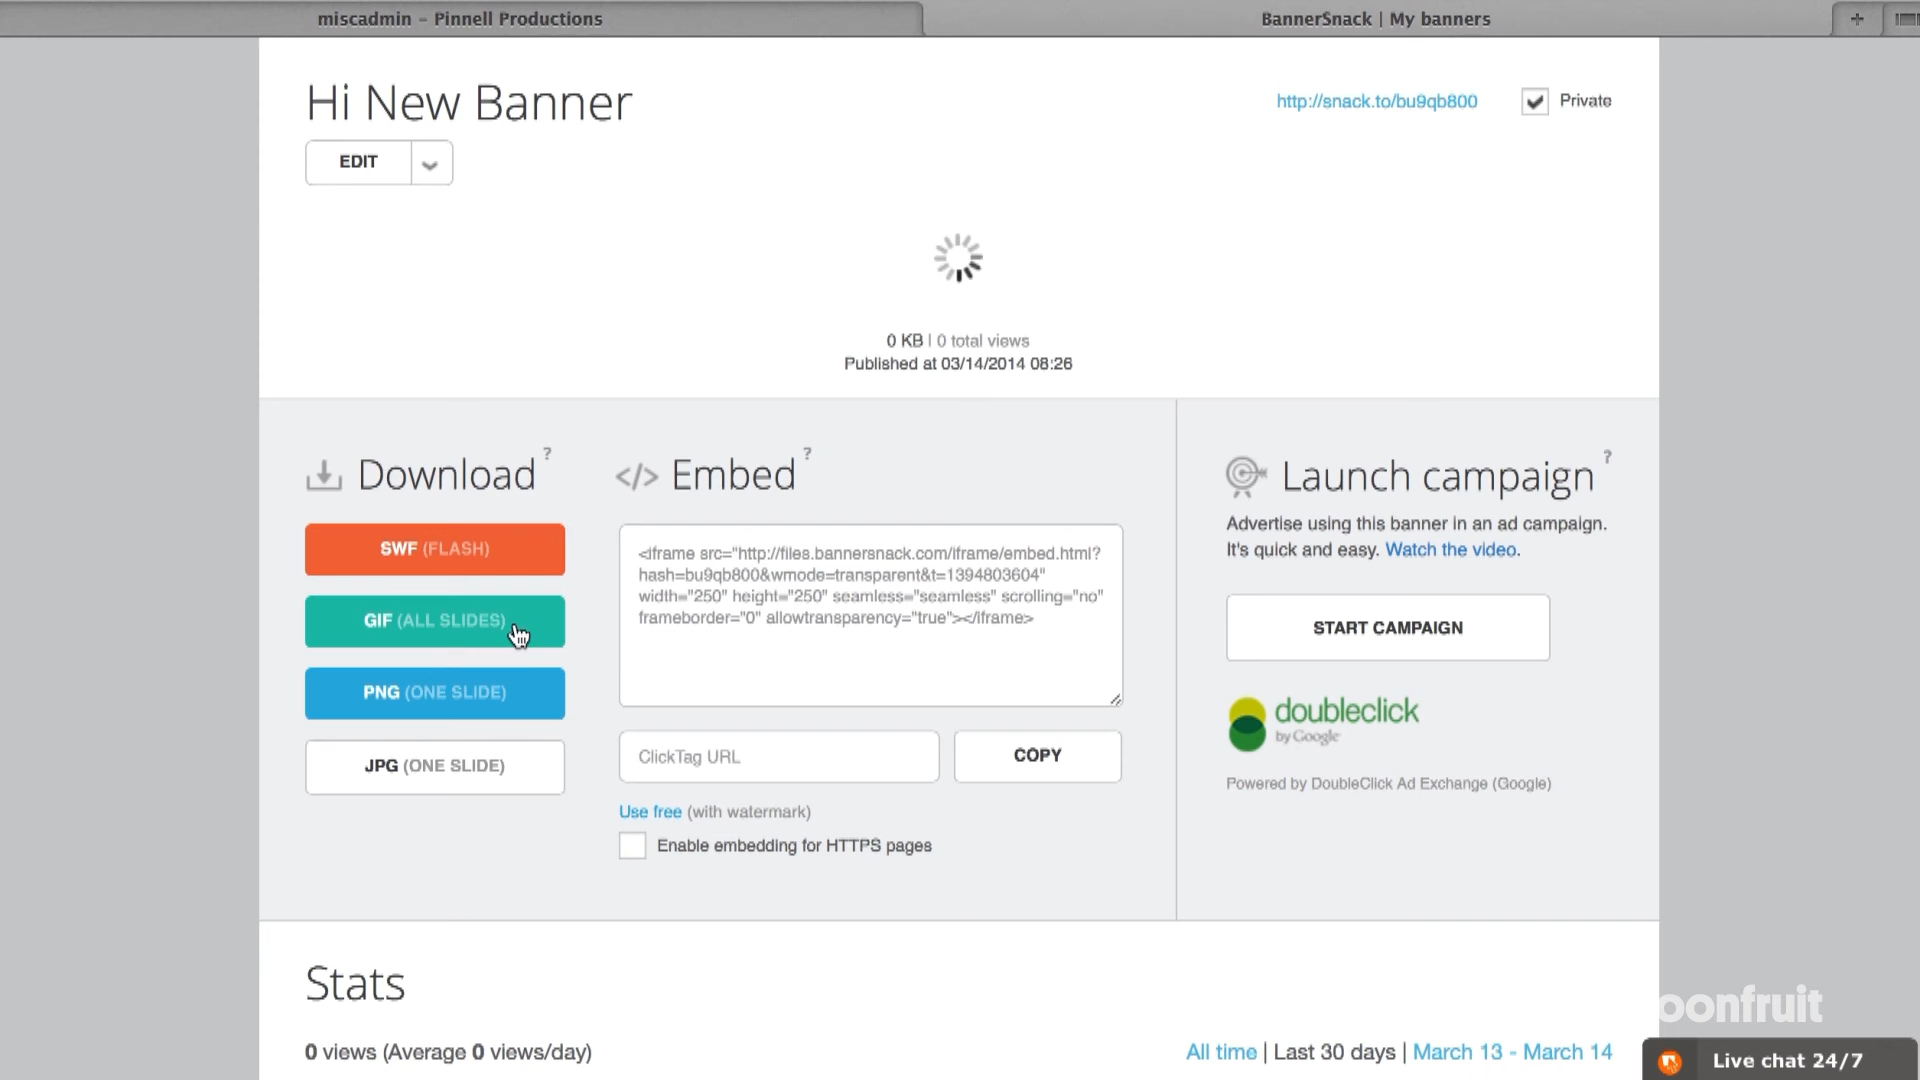 miscadmin – Pinnell Productions
BannerSnack | My banners
+
Hi New Banner
http://snack.to/bu9qb800
Private
EDIT
0 KB | 0 total views
Published at 03/14/2014 08:26
Download ?
SWF (FLASH)
GIF (ALL SLIDES)
PNG (ONE SLIDE)
JPG (ONE SLIDE)
</> Embed ?
<iframe src="http://files.bannersnack.com/iframe/embed.html?
hash=bu9qb800&wmode=transparent&t=1394803604"
width="250" height="250" seamless="seamless" scrolling="no"
frameborder="0" allowtransparency="true"></iframe>
ClickTag URL
COPY
Use free (with watermark)
Enable embedding for HTTPS pages
Launch campaign ?
Advertise using this banner in an ad campaign.
It's quick and easy. Watch the video.
START CAMPAIGN
doubleclick
by Google
Powered by DoubleClick Ad Exchange (Google)
Stats
0 views (Average 0 views/day)
All time | Last 30 days | March 13 - March 14
oonfruit
Live chat 24/7